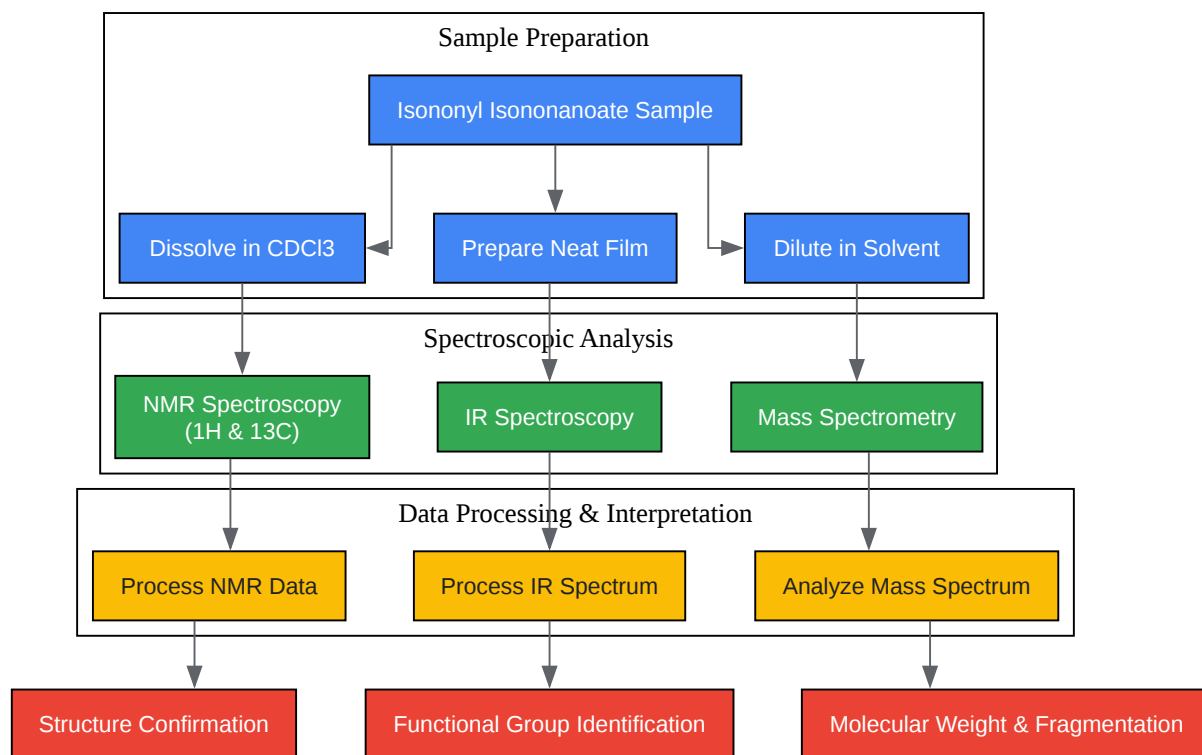 Sample Preparation
Isononyl Isononanoate Sample
Dissolve in CDCl3
Prepare Neat Film
Dilute in Solvent
Spectroscopic Analysis
NMR Spectroscopy
(1H & 13C)
IR Spectroscopy
Mass Spectrometry
Data Processing & Interpretation
Process NMR Data
Process IR Spectrum
Analyze Mass Spectrum
Structure Confirmation
Functional Group Identification
Molecular Weight & Fragmentation